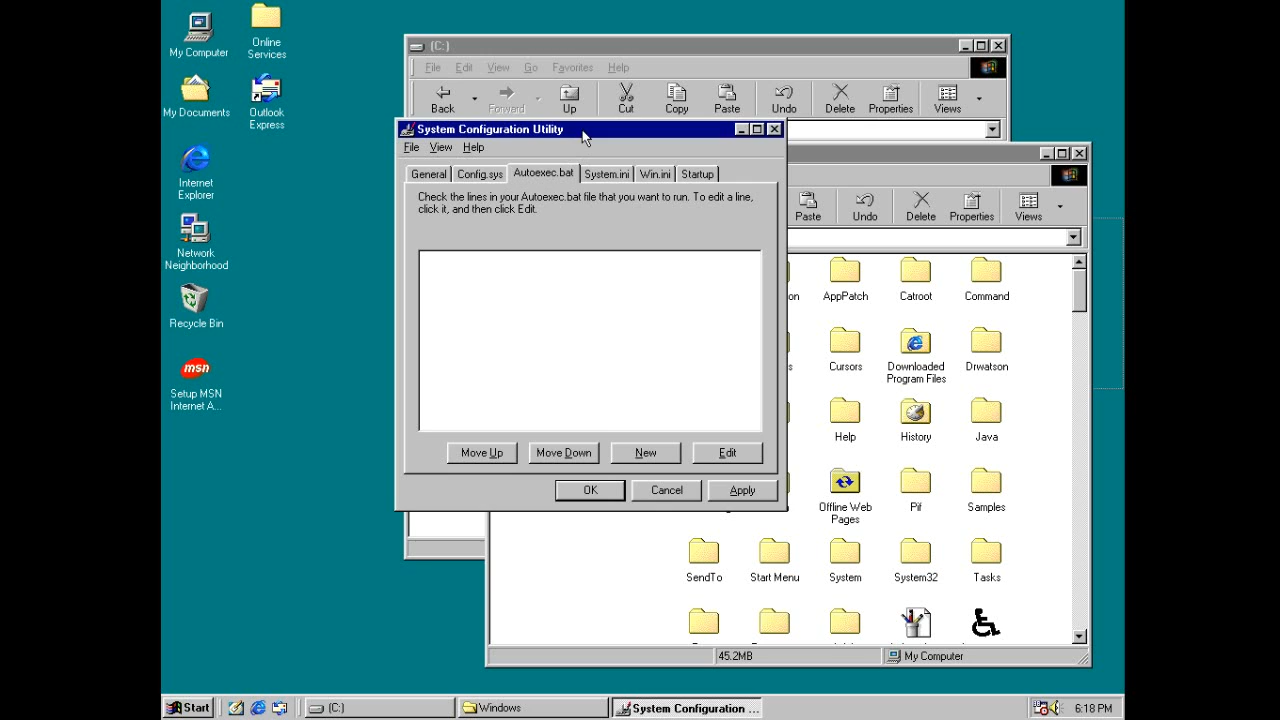 My Computer
Online
Services
My Documents
Outlook
Express
Internet
Explorer
Network
Neighborhood
Recycle Bin
msn
Setup MSN
Internet A...
(C:)
File Edit View Go Favorites Help
Back Forward Up Cut Copy Paste Undo Delete Properties Views
System Configuration Utility
File View Help
General Config.sys Autoexec.bat System.ini Win.ini Startup
Check the lines in your Autoexec.bat file that you want to run. To edit a line,
click it, and then click Edit.
Move Up Move Down New Edit
OK Cancel Apply
Paste Undo Delete Properties Views
on AppPatch Catroot Command
s Cursors Downloaded
Program Files Drwatson
Help History Java
Offline Web
Pages Pif Samples
SendTo Start Menu System System32 Tasks
45.2MB My Computer
Start (C:) Windows System Configuration ... 6:18 PM